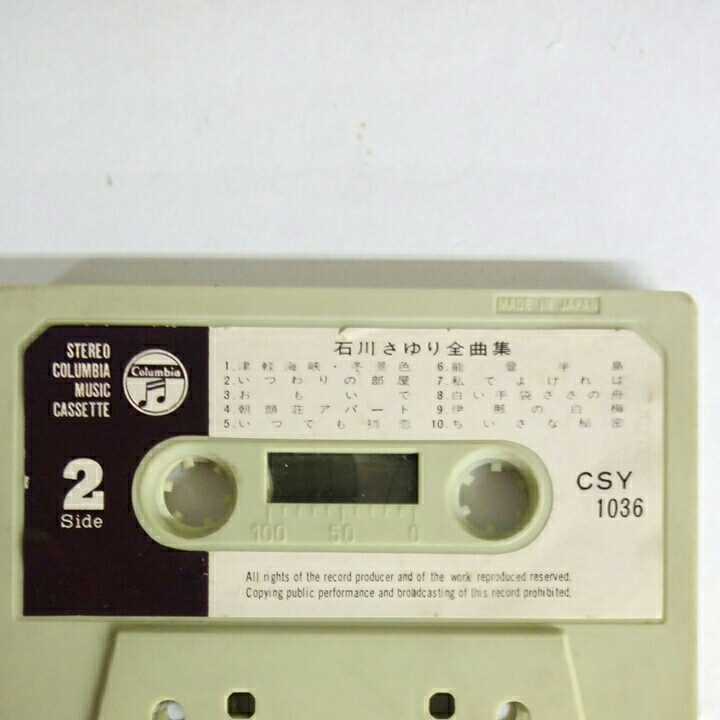 MADE IN JAPAN
STEREO
COLUMBIA
MUSIC
CASSETTE
Columbia
2
Side
石川さゆり全曲集
1.津軽海峡・冬景色
2.いつわりの部屋
3.おもいで
4.朝顔荘アパート
5.いつでも初恋
6.能登半島
7.私でよければ
8.白い手袋ささの舟
9.伊豆の白梅
10.ちいさな秘密
100 50 0
CSY
1036
All rights of the record producer and of the work reproduced reserved.
Copying public performance and broadcasting of this record prohibited.